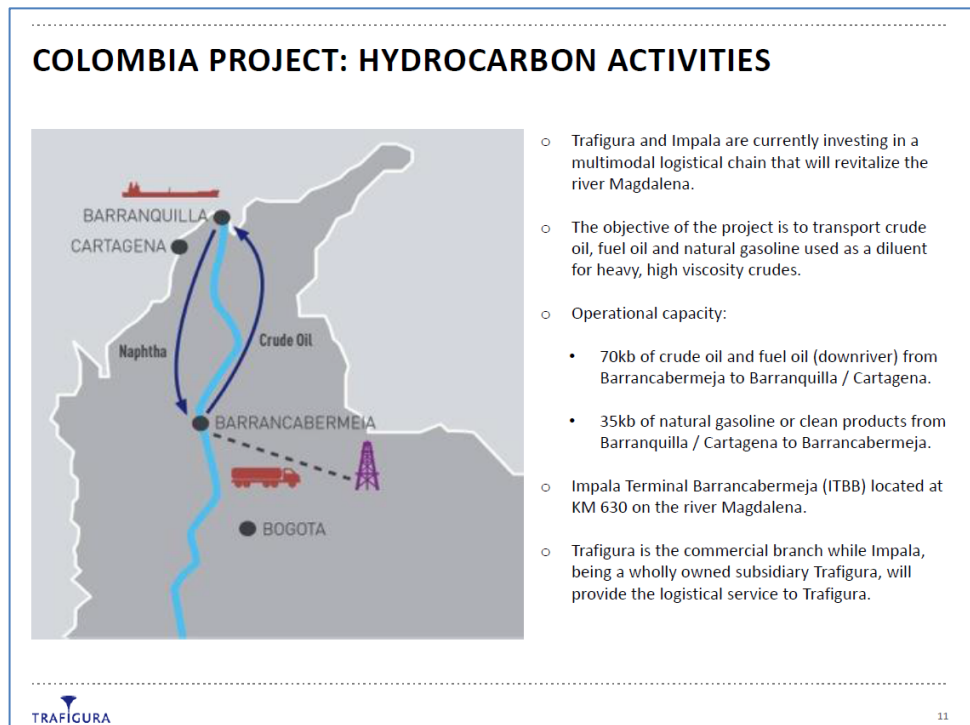 COLOMBIA PROJECT: HYDROCARBON ACTIVITIES
BARRANQUILLA
CARTAGENA
Naphtha
Crude Oil
BARRANCABERMEJA
BOGOTA
o Trafigura and Impala are currently investing in a
multimodal logistical chain that will revitalize the
river Magdalena.
o The objective of the project is to transport crude
oil, fuel oil and natural gasoline used as a diluent
for heavy, high viscosity crudes.
o Operational capacity:
• 70kb of crude oil and fuel oil (downriver) from
Barrancabermeja to Barranquilla / Cartagena.
• 35kb of natural gasoline or clean products from
Barranquilla / Cartagena to Barrancabermeja.
o Impala Terminal Barrancabermeja (ITBB) located at
KM 630 on the river Magdalena.
o Trafigura is the commercial branch while Impala,
being a wholly owned subsidiary Trafigura, will
provide the logistical service to Trafigura.
TRAFIGURA
11